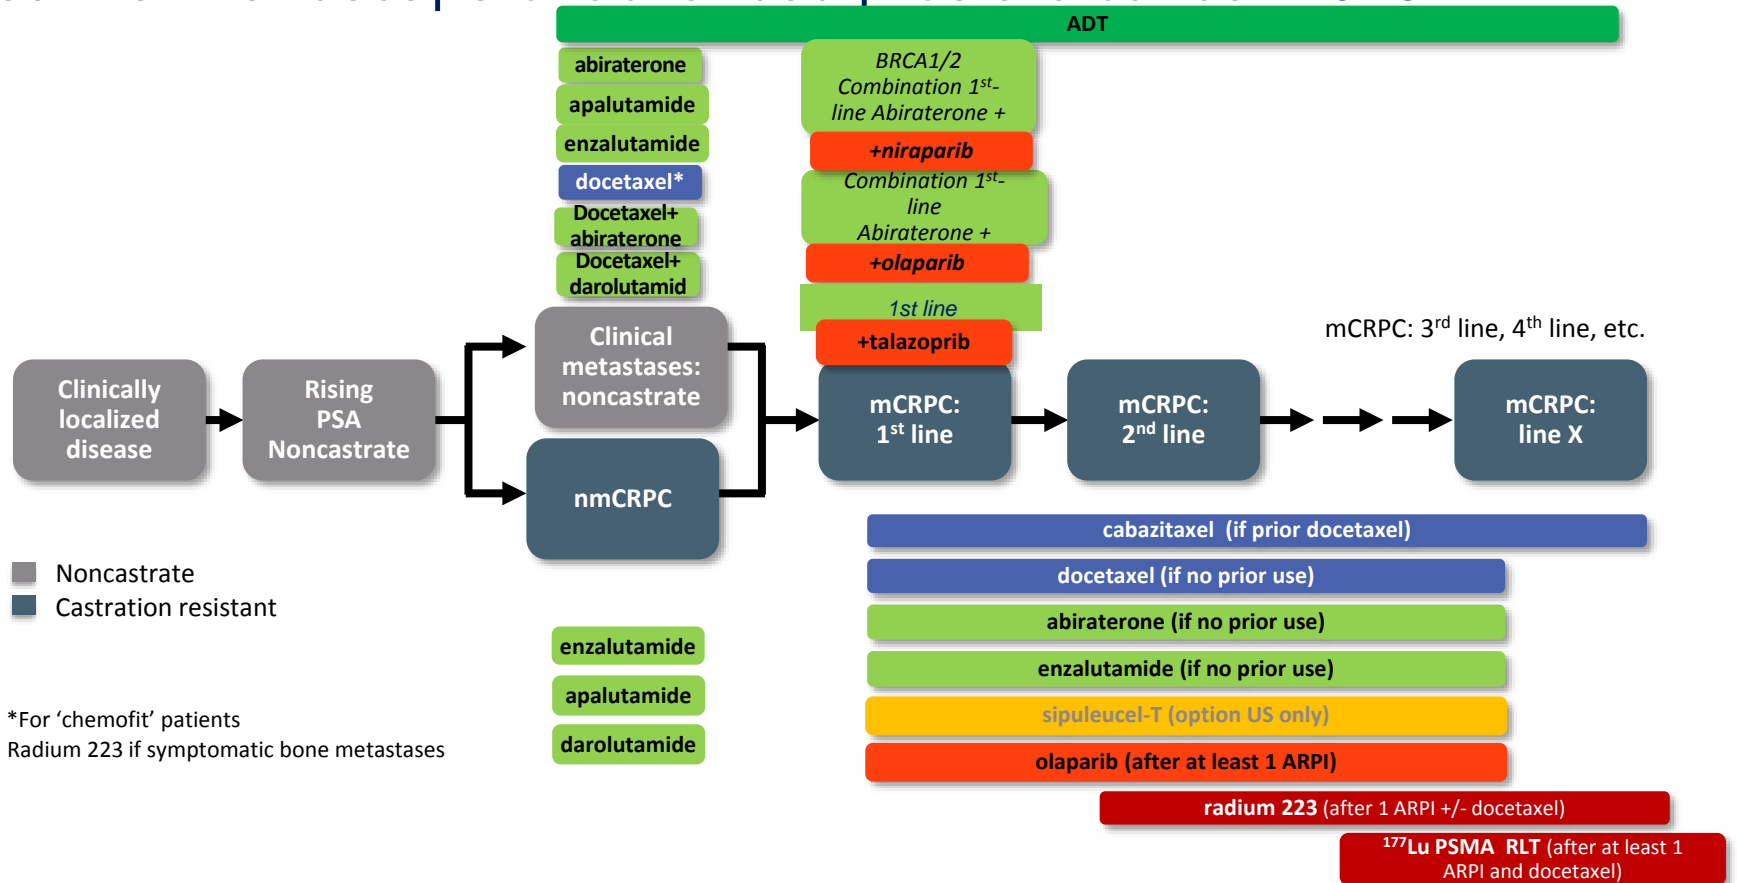 ADT
abiraterone
apalutamide
enzalutamide
docetaxel*
Docetaxel+
abiraterone
Docetaxel+
darolutamid
BRCA1/2
Combination 1st-
line Abiraterone +
+niraparib
Combination 1st-
line
Abiraterone +
+olaparib
1st line
+talazoprib
mCRPC: 3rd line, 4th line, etc.
Clinically
localized
disease
Rising
PSA
Noncastrate
Clinical
metastases:
noncastrate
nmCRPC
mCRPC:
1st line
mCRPC:
2nd line
mCRPC:
line X
Noncastrate
Castration resistant
enzalutamide
apalutamide
darolutamide
cabazitaxel (if prior docetaxel)
docetaxel (if no prior use)
abiraterone (if no prior use)
enzalutamide (if no prior use)
sipuleucel-T (option US only)
olaparib (after at least 1 ARPI)
radium 223 (after 1 ARPI +/- docetaxel)
177Lu PSMA RLT (after at least 1
ARPI and docetaxel)
*For ‘chemofit’ patients
Radium 223 if symptomatic bone metastases